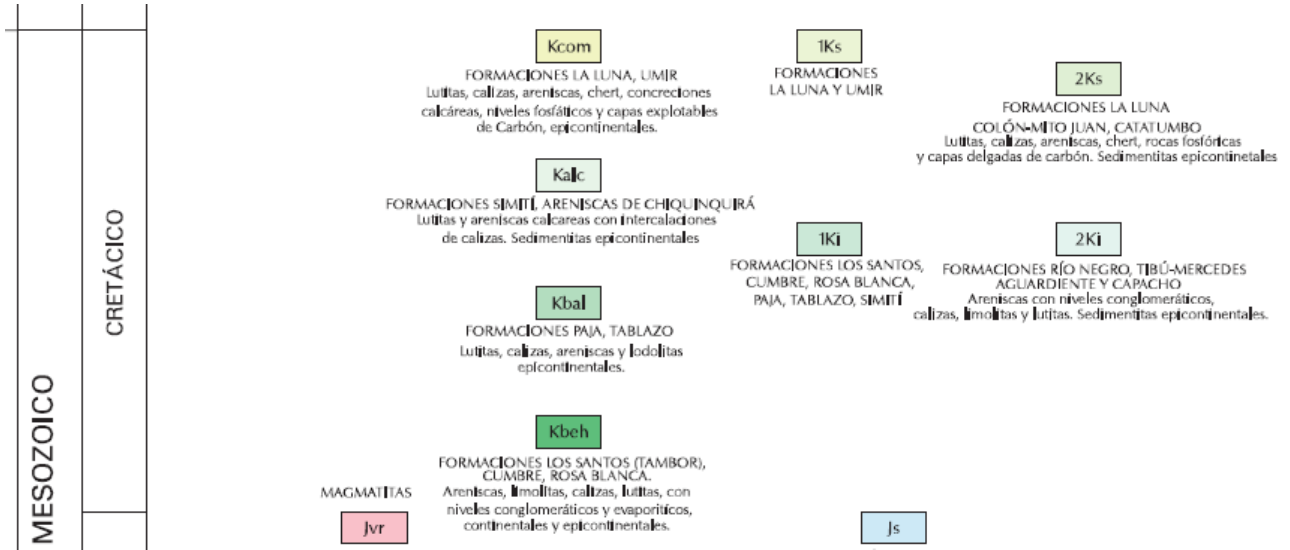 MESOZOICO
CRETÁCICO
Kcom
FORMACIONES LA LUNA, UMIR
Lutitas, calizas, areniscas, chert, concreciones
calcáreas, niveles fosfáticos y capas explotables
de Carbón, epicontinentales.
1Ks
FORMACIONES
LA LUNA Y UMIR
2Ks
FORMACIONES LA LUNA
COLÓN-MITO JUAN, CATATUMBO
Lutitas, calizas, areniscas, chert, rocas fosfóricas
y capas delgadas de carbón. Sedimentitas epicontinetales
Kalc
FORMACIONES SIMITÍ, ARENISCAS DE CHIQUINQUIRÁ
Lutitas y areniscas calcareas con intercalaciones
de calizas. Sedimentitas epicontinentales
1Ki
FORMACIONES LOS SANTOS,
CUMBRE, ROSA BLANCA,
PAJA, TABLAZO, SIMITÍ
2Ki
FORMACIONES RÍO NEGRO, TIBÚ-MERCEDES
AGUARDIENTE Y CAPACHO
Areniscas con niveles conglomeráticos,
calizas, limolitas y lutitas. Sedimentitas epicontinentales.
Kbal
FORMACIONES PAJA, TABLAZO
Lutitas, calizas, areniscas y lodolitas
epicontinentales.
Kbeh
FORMACIONES LOS SANTOS (TAMBOR),
CUMBRE, ROSA BLANCA.
Areniscas, limolitas, calizas, lutitas, con
niveles conglomeráticos y evaporiticos,
continentales y epicontinentales.
MAGMATITAS
Jvr
Js